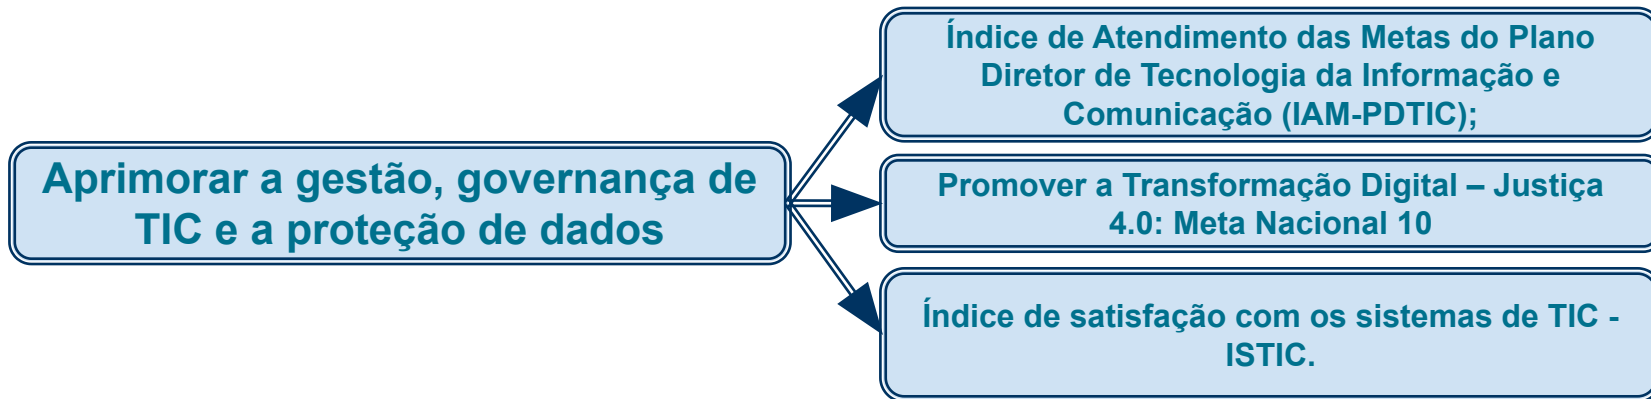 Aprimorar a gestão, governança de
TIC e a proteção de dados
Índice de Atendimento das Metas do Plano
Diretor de Tecnologia da Informação e
Comunicação (IAM-PDTIC);
Promover a Transformação Digital – Justiça
4.0: Meta Nacional 10
Índice de satisfação com os sistemas de TIC -
ISTIC.